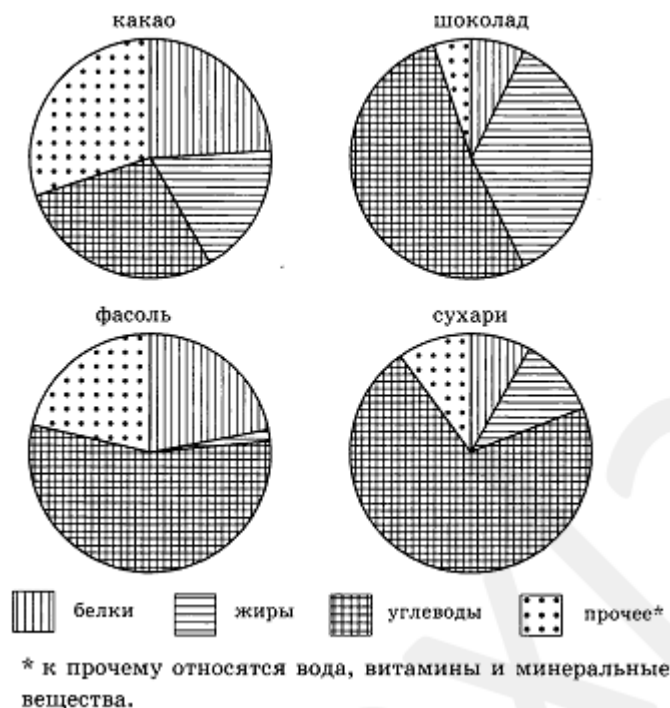 какао
шоколад
фасоль
сухари
белки
жиры
углеводы
прочее*
* к прочему относятся вода, витамины и минеральные
вещества.